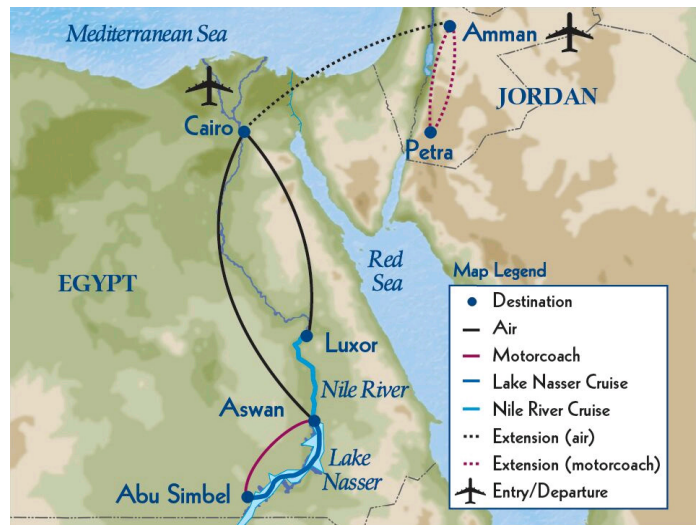 Mediterranean Sea
Amman
JORDAN
Cairo
Petra
EGYPT
Red
Sea
Luxor
Nile River
Aswan
Lake
Nasser
Abu Simbel
Map Legend
Destination
Air
Motorcoach
Lake Nasser Cruise
Nile River Cruise
Extension (air)
Extension (motorcoach)
Entry/Departure